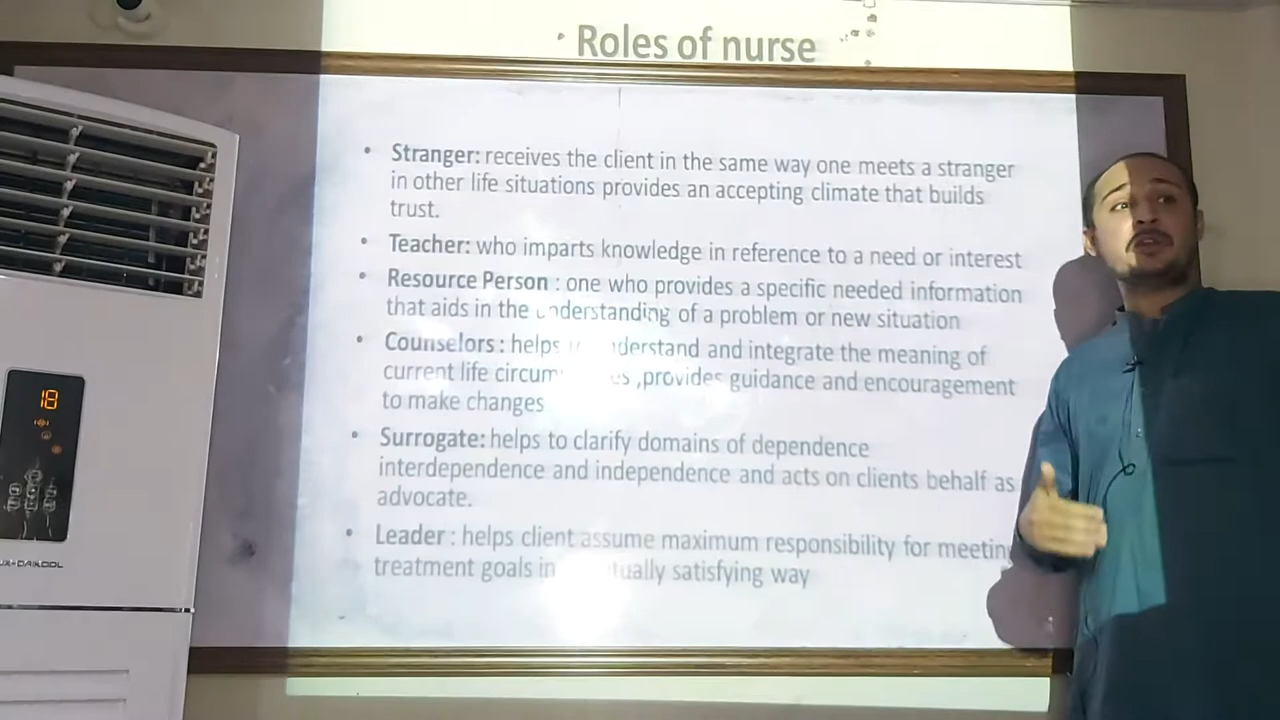 • Roles of nurse
• Stranger: receives the client in the same way one meets a stranger
in other life situations provides an accepting climate that builds
trust.
• Teacher: who imparts knowledge in reference to a need or interest
• Resource Person : one who provides a specific needed information
that aids in the understanding of a problem or new situation
• Counselors : helps understand and integrate the meaning of
current life ,provides guidance and encouragement
to make changes
• Surrogate: helps to clarify domains of dependence
interdependence and independence and acts on clients behalf as
advocate.
• Leader : helps client assume maximum responsibility for meetin
treatment goals in satisfying way
18